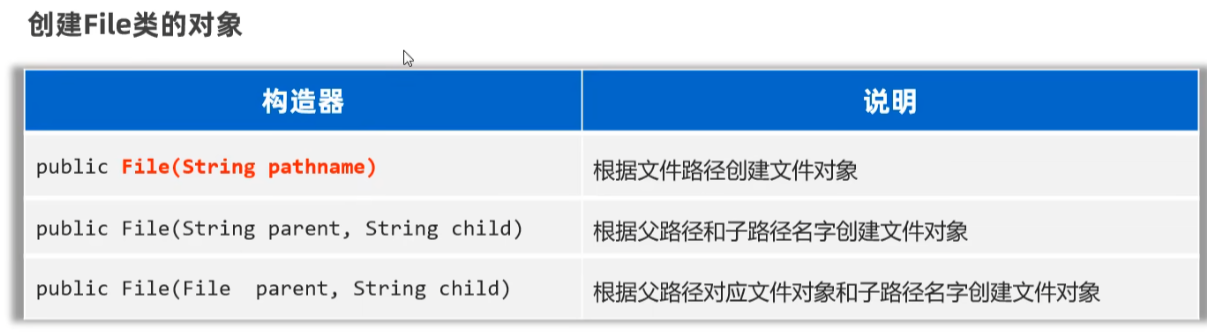 创建File类的对象
构造器 说明
public File(String pathname) 根据文件路径创建文件对象
public File(String parent, String child) 根据父路径和子路径名字创建文件对象
public File(File  parent, String child) 根据父路径对应文件对象和子路径名字创建文件对象